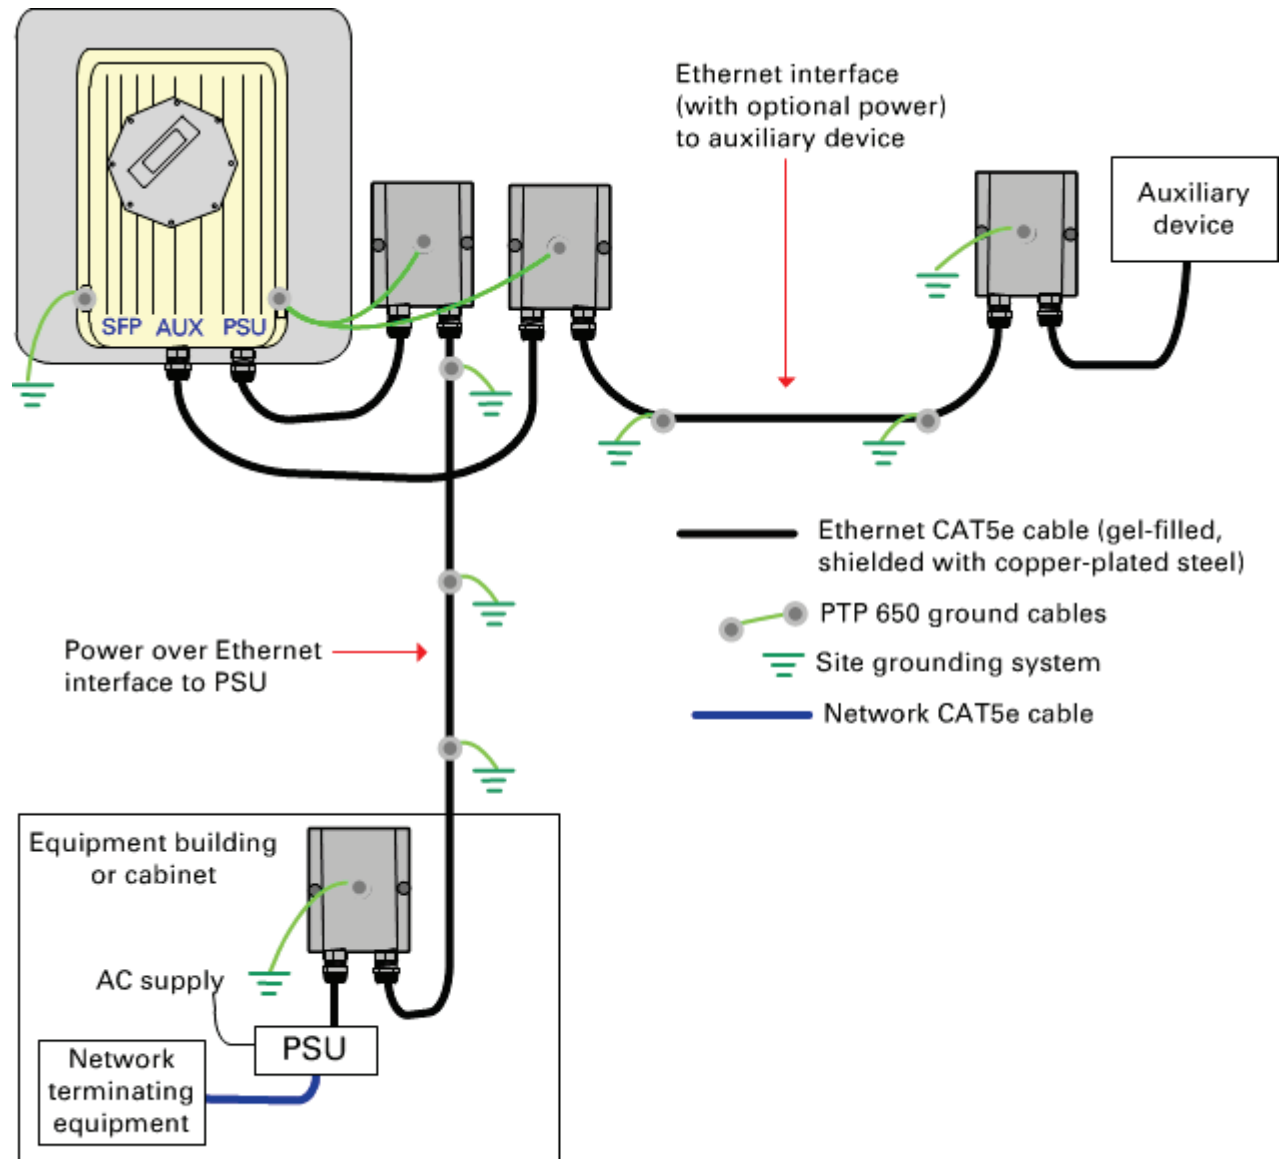 Ethernet interface
(with optional power)
to auxiliary device
Auxiliary
device
SFP AUX PSU
Ethernet CAT5e cable (gel-filled,
shielded with copper-plated steel)
PTP 650 ground cables
Site grounding system
Network CAT5e cable
Power over Ethernet
interface to PSU
Equipment building
or cabinet
AC supply
PSU
Network
terminating
equipment